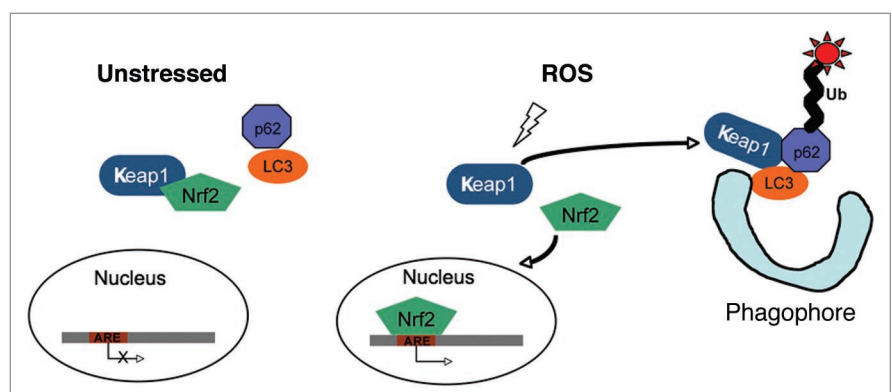 Unstressed
p62
LC3
Keap1
Nrf2
Nucleus
ARE
X
ROS
Keap1
Nrf2
Nucleus
Nrf2
ARE
Ub
Keap1
p62
LC3
Phagophore